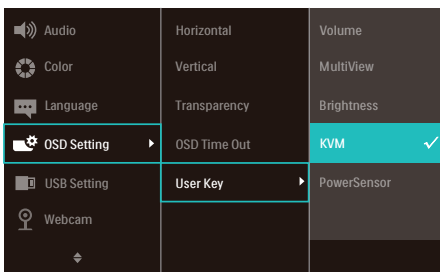 Audio
Color
Language
OSD Setting
USB Setting
Webcam
Horizontal
Vertical
Transparency
OSD Time Out
User Key
Volume
MultiView
Brightness
KVM
PowerSensor